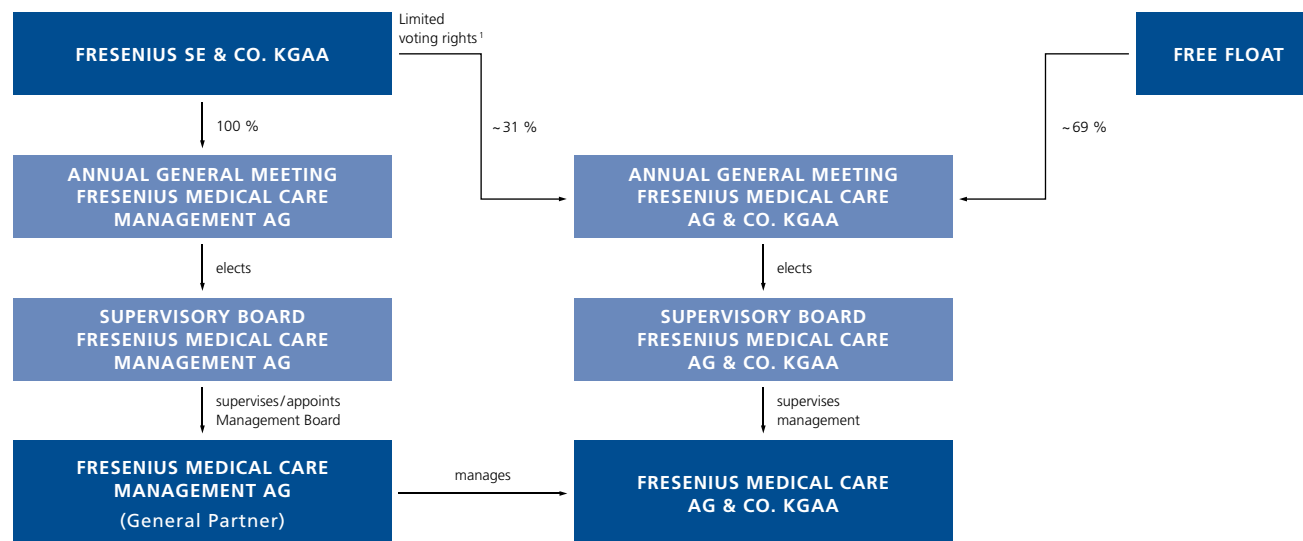 Limited
voting rights¹
FRESENIUS SE & CO. KGAA
FREE FLOAT
100 %
~31 %
~69 %
ANNUAL GENERAL MEETING
FRESENIUS MEDICAL CARE
MANAGEMENT AG
ANNUAL GENERAL MEETING
FRESENIUS MEDICAL CARE
AG & CO. KGAA
elects
elects
SUPERVISORY BOARD
FRESENIUS MEDICAL CARE
MANAGEMENT AG
SUPERVISORY BOARD
FRESENIUS MEDICAL CARE
AG & CO. KGAA
supervises/appoints
Management Board
supervises
management
FRESENIUS MEDICAL CARE
MANAGEMENT AG
(General Partner)
manages
FRESENIUS MEDICAL CARE
AG & CO. KGAA